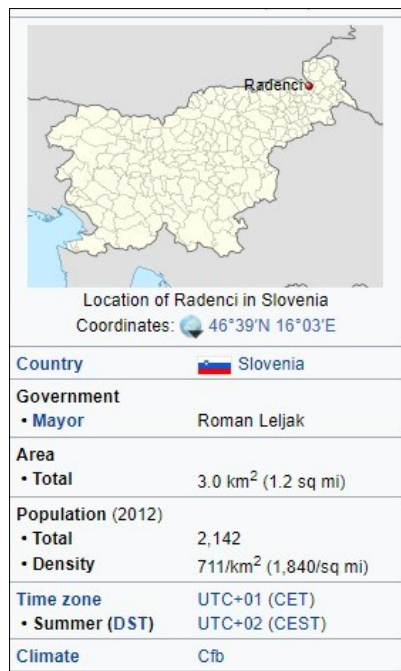 Radenci
Location of Radenci in Slovenia
Coordinates: 46°39′N 16°03′E
Country Slovenia
Government
• Mayor Roman Leljak
Area
• Total 3.0 km² (1.2 sq mi)
Population (2012)
• Total 2,142
• Density 711/km² (1,840/sq mi)
Time zone UTC+01 (CET)
• Summer (DST) UTC+02 (CEST)
Climate Cfb